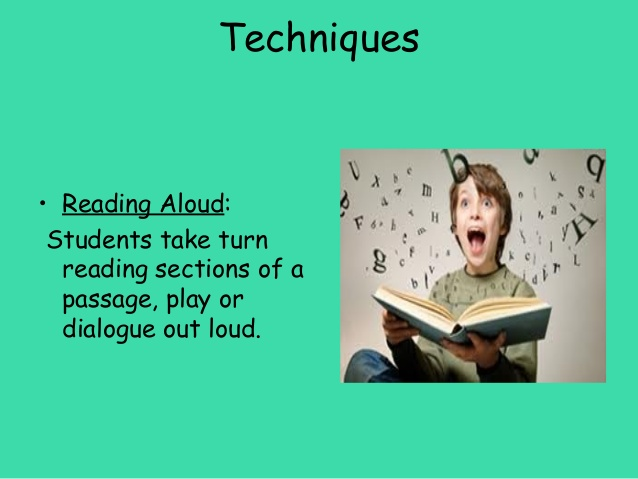 Techniques
• Reading Aloud:
Students take turn
reading sections of a
passage, play or
dialogue out loud.